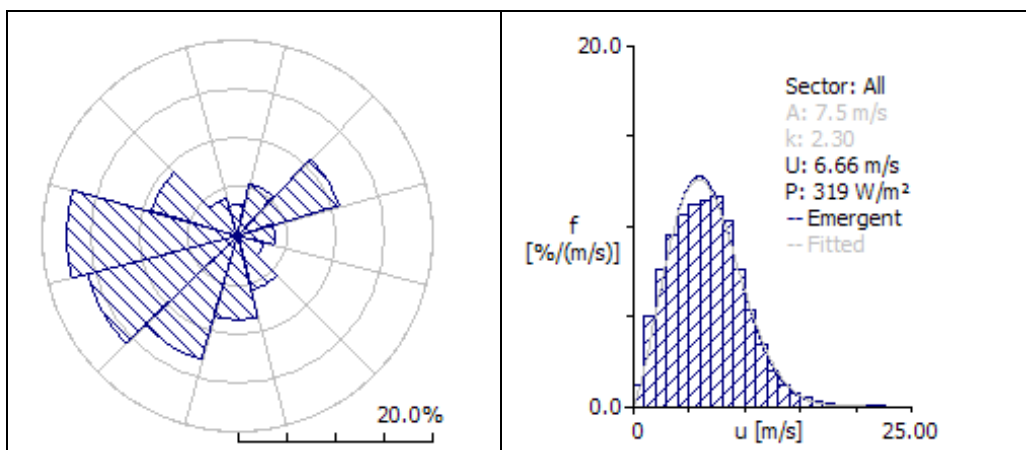 20.0%
20.0
Sector: All
A: 7.5 m/s
k: 2.30
U: 6.66 m/s
P: 319 W/m²
-- Emergent
-- Fitted
f
[%/(m/s)]
0.0
0 u [m/s] 25.00